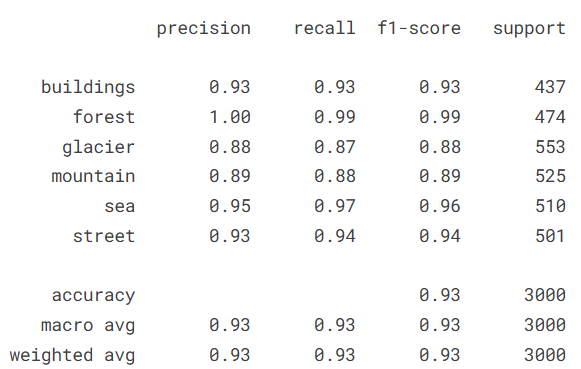 precision recall f1-score support
buildings 0.93 0.93 0.93 437
forest 1.00 0.99 0.99 474
glacier 0.88 0.87 0.88 553
mountain 0.89 0.88 0.89 525
sea 0.95 0.97 0.96 510
street 0.93 0.94 0.94 501
accuracy 0.93 3000
macro avg 0.93 0.93 0.93 3000
weighted avg 0.93 0.93 0.93 3000